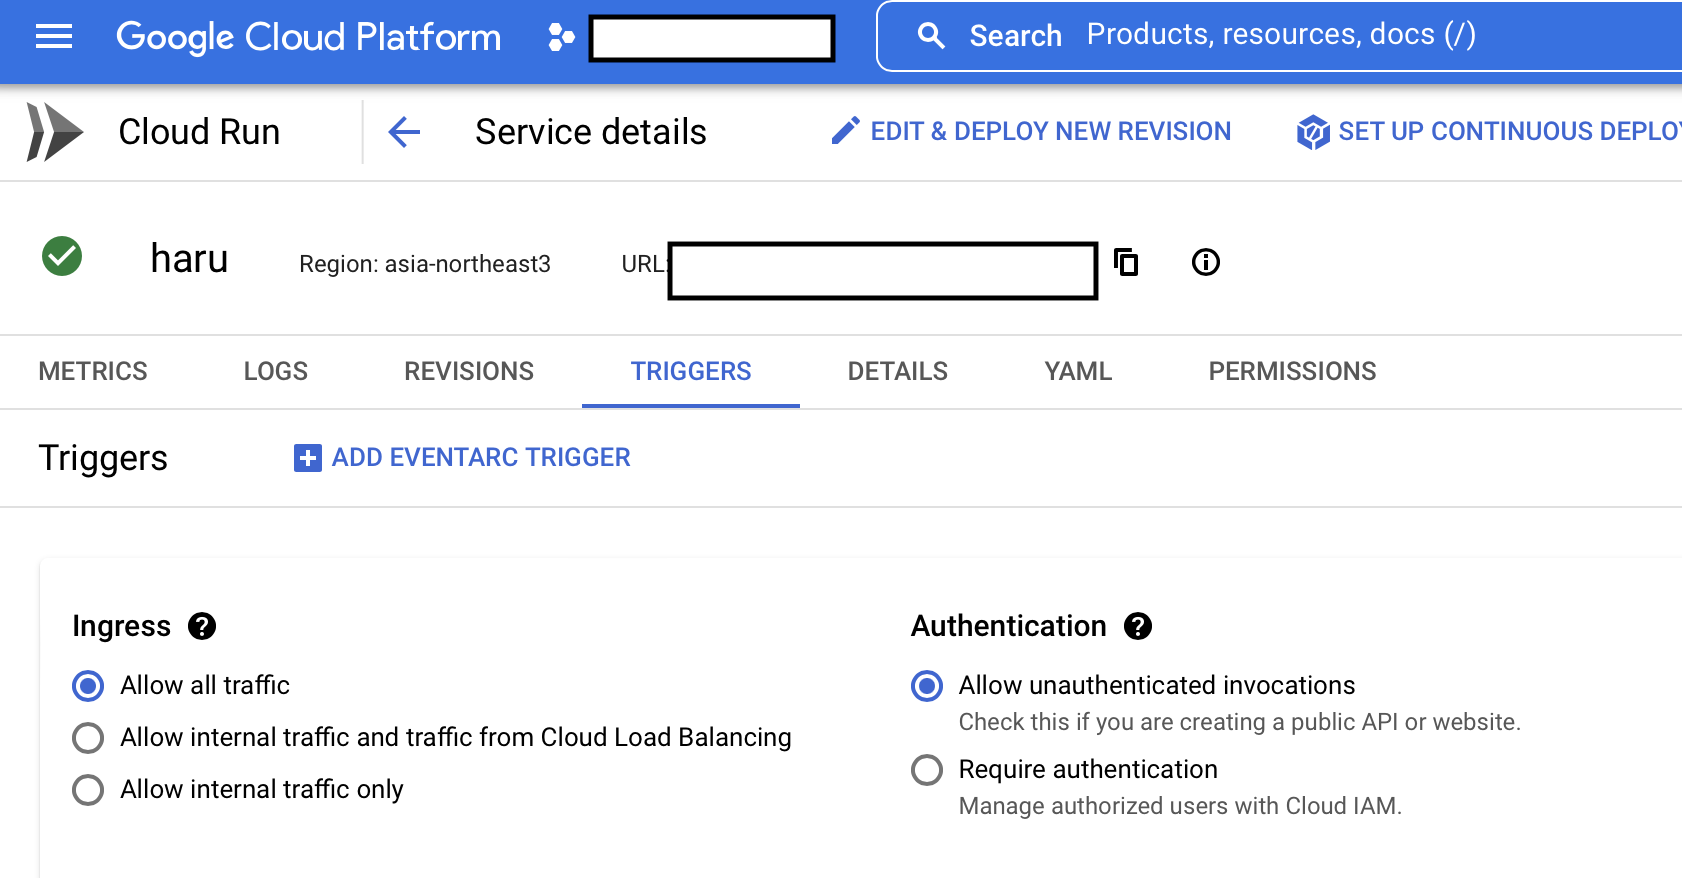 Google Cloud Platform
Search Products, resources, docs (/)
Cloud Run
Service details
EDIT & DEPLOY NEW REVISION
SET UP CONTINUOUS DEPLOY
haru
Region: asia-northeast3
URL:
METRICS
LOGS
REVISIONS
TRIGGERS
DETAILS
YAML
PERMISSIONS
Triggers
ADD EVENTARC TRIGGER
Ingress
Allow all traffic
Allow internal traffic and traffic from Cloud Load Balancing
Allow internal traffic only
Authentication
Allow unauthenticated invocations
Check this if you are creating a public API or website.
Require authentication
Manage authorized users with Cloud IAM.